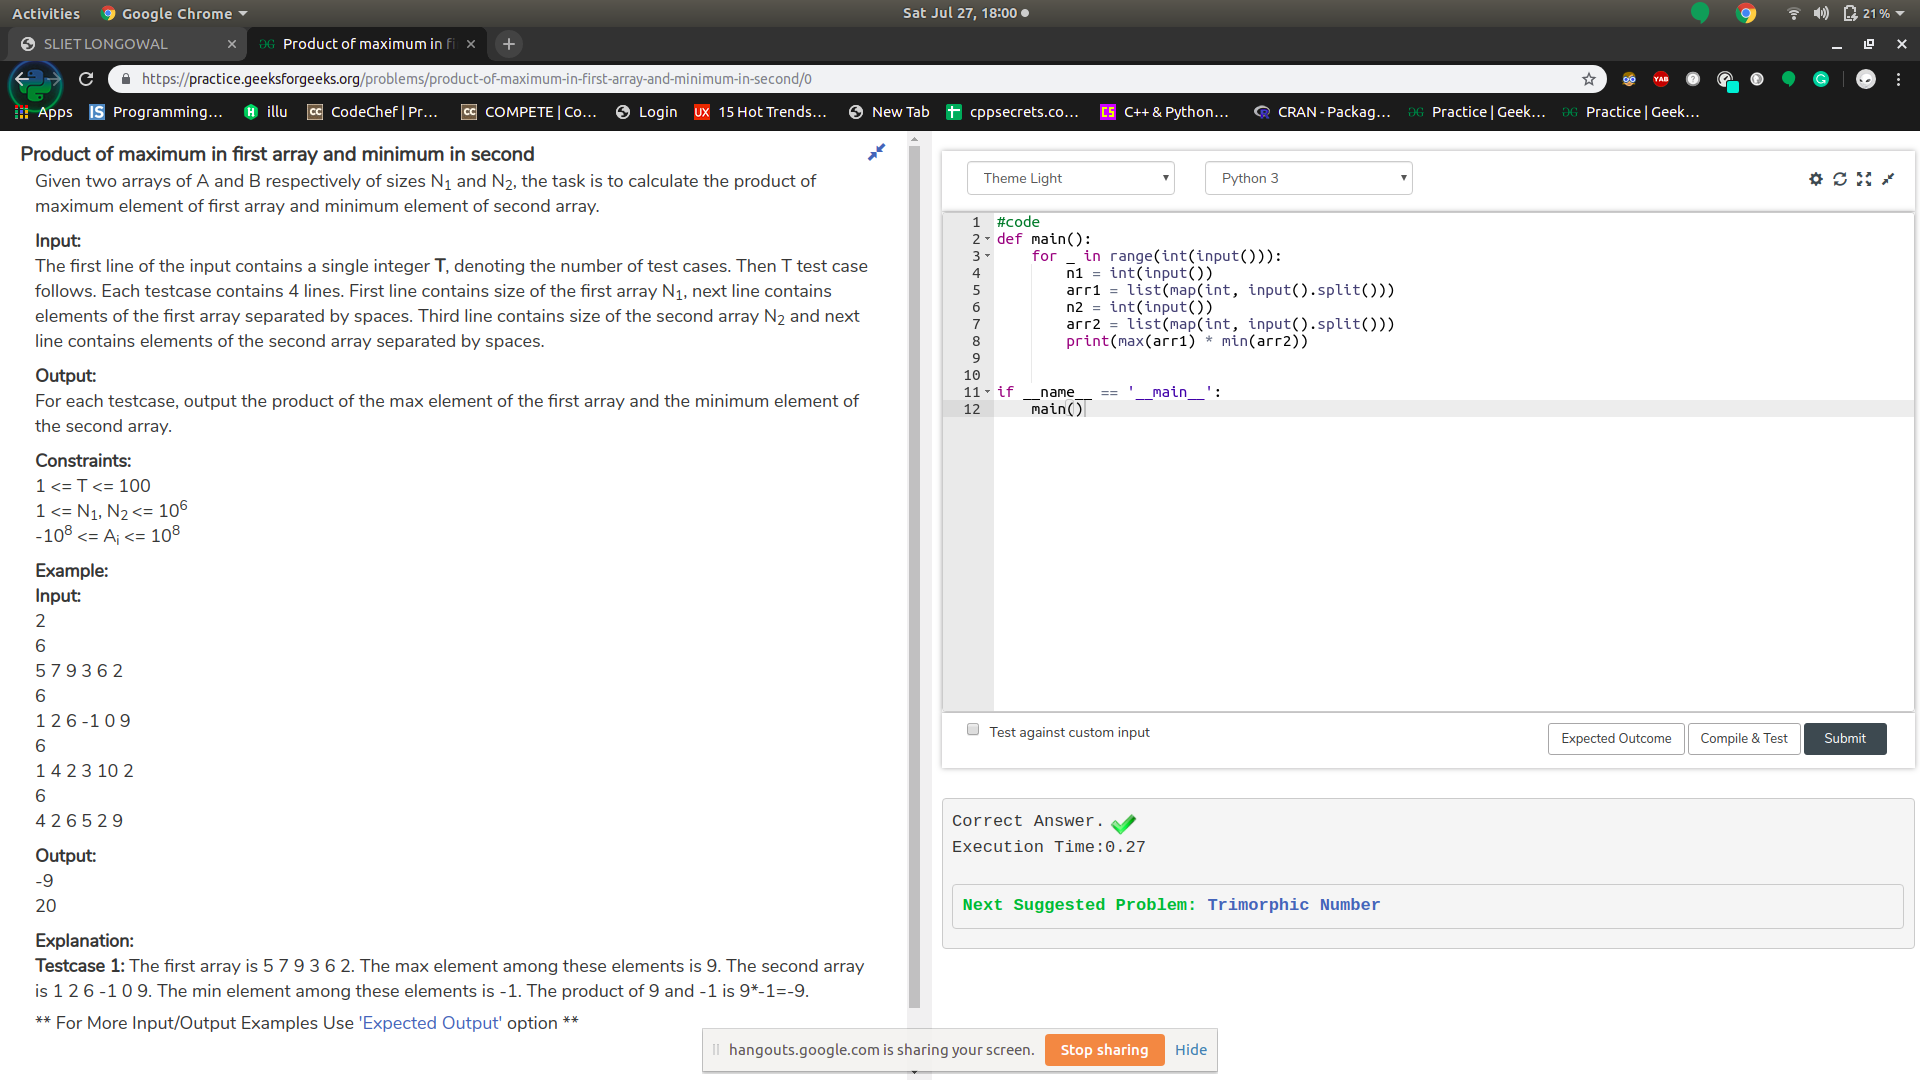 Activities Google Chrome Sat Jul 27, 18:00 21 %
SLIET LONGOWAL Product of maximum in fi
https://practice.geeksforgeeks.org/problems/product-of-maximum-in-first-array-and-minimum-in-second/0
Apps Programming... illu CodeChef | Pr... COMPETE | Co... Login 15 Hot Trends... New Tab cppsecrets.co... C++ & Python... CRAN - Packag... Practice | Geek... Practice | Geek...
Product of maximum in first array and minimum in second
Given two arrays of A and B respectively of sizes N1 and N2, the task is to calculate the product of
maximum element of first array and minimum element of second array.
Input:
The first line of the input contains a single integer T, denoting the number of test cases. Then T test case
follows. Each testcase contains 4 lines. First line contains size of the first array N1, next line contains
elements of the first array separated by spaces. Third line contains size of the second array N2 and next
line contains elements of the second array separated by spaces.
Output:
For each testcase, output the product of the max element of the first array and the minimum element of
the second array.
Constraints:
1 <= T <= 100
1 <= N1, N2 <= 10^6
-10^8 <= Ai <= 10^8
Example:
Input:
2
6
5 7 9 3 6 2
6
1 2 6 -1 0 9
6
1 4 2 3 10 2
6
4 2 6 5 2 9
Output:
-9
20
Explanation:
Testcase 1: The first array is 5 7 9 3 6 2. The max element among these elements is 9. The second array
is 1 2 6 -1 0 9. The min element among these elements is -1. The product of 9 and -1 is 9*-1=-9.
** For More Input/Output Examples Use 'Expected Output' option **
Theme Light Python 3
1 #code
2 def main():
3 for _ in range(int(input())):
4 n1 = int(input())
5 arr1 = list(map(int, input().split()))
6 n2 = int(input())
7 arr2 = list(map(int, input().split()))
8 print(max(arr1) * min(arr2))
9
10
11 if __name__ == '__main__':
12 main()
Test against custom input Expected Outcome Compile & Test Submit
Correct Answer.
Execution Time:0.27
Next Suggested Problem: Trimorphic Number
hangouts.google.com is sharing your screen. Stop sharing Hide